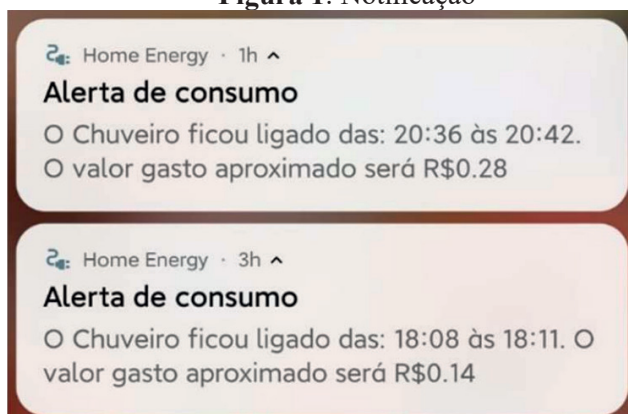 Figura 1: Notificação
Home Energy · 1h
Alerta de consumo
O Chuveiro ficou ligado das: 20:36 às 20:42.
O valor gasto aproximado será R$0.28
Home Energy · 3h
Alerta de consumo
O Chuveiro ficou ligado das: 18:08 às 18:11. O
valor gasto aproximado será R$0.14